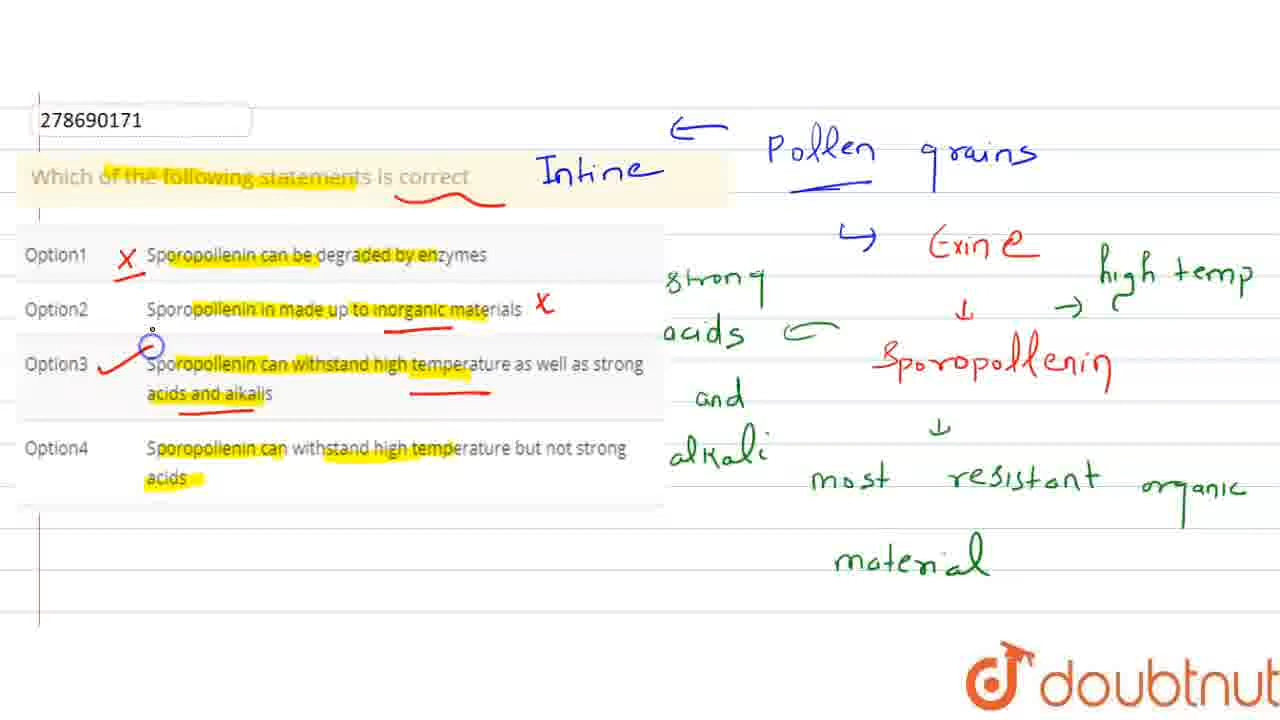 278690171
Which of the following statements is correct
Option1 X Sporopollenin can be degraded by enzymes
Option2 Sporopollenin in made up to inorganic materials X
Option3 Sporopollenin can withstand high temperature as well as strong
acids and alkalis
Option4 Sporopollenin can withstand high temperature but not strong
acids
Pollen grains
Intine
Exine
high temp
Sporopollenin
strong
acids
and
alkali
most resistant organic
material
doubtnut